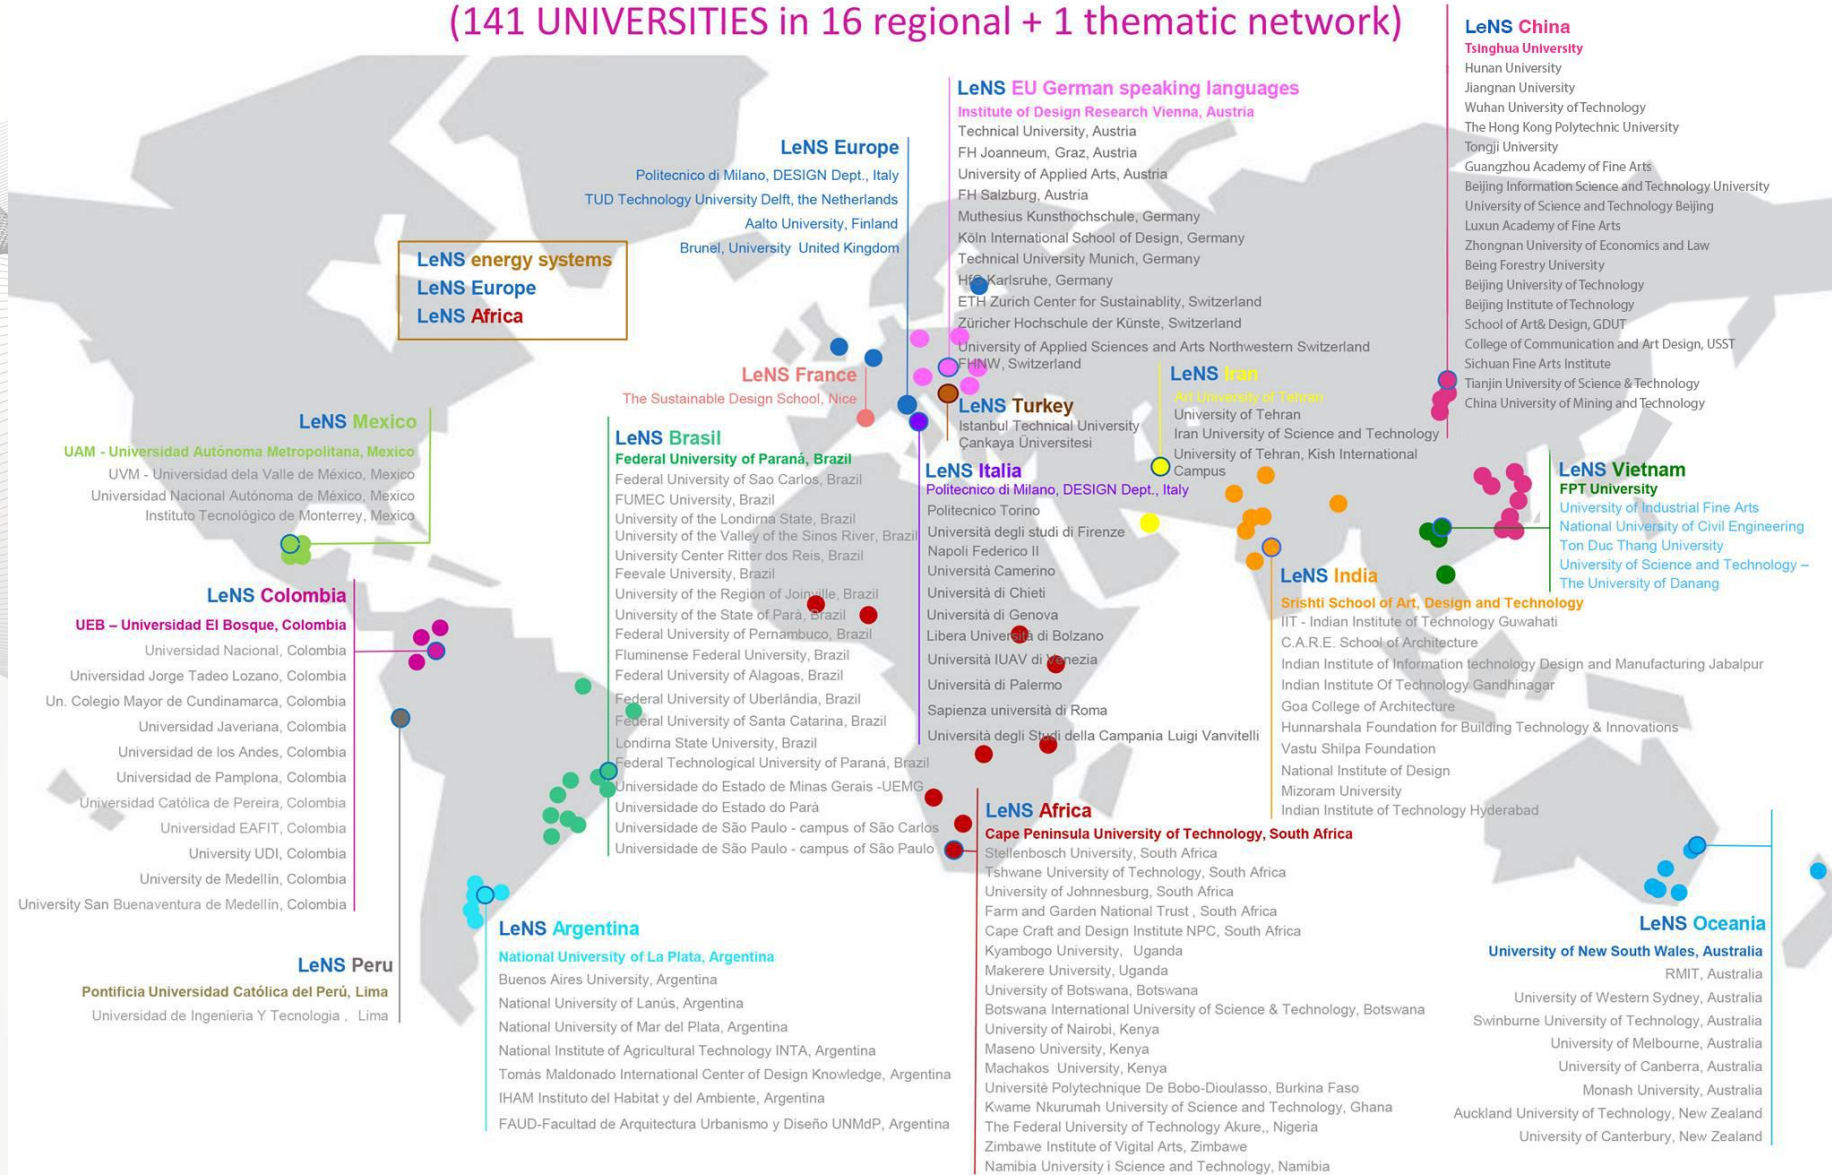 (141 UNIVERSITIES in 16 regional + 1 thematic network)
LeNS China
Tsinghua University
Hunan University
Jiangnan University
Wuhan University of Technology
The Hong Kong Polytechnic University
Tongji University
Guangzhou Academy of Fine Arts
Beijing Information Science and Technology University
University of Science and Technology Beijing
Luxun Academy of Fine Arts
Zhongnan University of Economics and Law
Being Forestry University
Beijing University of Technology
Beijing Institute of Technology
School of Art& Design, GDUT
College of Communication and Art Design, USST
Sichuan Fine Arts Institute
Tianjin University of Science & Technology
China University of Mining and Technology
LeNS EU German speaking languages
Institute of Design Research Vienna, Austria
Technical University, Austria
FH Joanneum, Graz, Austria
University of Applied Arts, Austria
FH Salzburg, Austria
Muthesius Kunsthochschule, Germany
Köln International School of Design, Germany
Technical University Munich, Germany
HfG Karlsruhe, Germany
ETH Zurich Center for Sustainablity, Switzerland
Züricher Hochschule der Künste, Switzerland
University of Applied Sciences and Arts Northwestern Switzerland
FHNW, Switzerland
LeNS Europe
Politecnico di Milano, DESIGN Dept., Italy
TUD Technology University Delft, the Netherlands
Aalto University, Finland
Brunel, University United Kingdom
LeNS energy systems
LeNS Europe
LeNS Africa
LeNS France
The Sustainable Design School, Nice
LeNS Iran
Art University of Tehran
University of Tehran
Iran University of Science and Technology
University of Tehran, Kish International
Campus
LeNS Turkey
Istanbul Technical University
Çankaya Üniversitesi
LeNS Mexico
UAM - Universidad Autónoma Metropolitana, Mexico
UVM - Universidad dela Valle de México, Mexico
Universidad Nacional Autónoma de México, Mexico
Instituto Tecnológico de Monterrey, Mexico
LeNS Brasil
Federal University of Paraná, Brazil
Federal University of Sao Carlos, Brazil
FUMEC University, Brazil
University of the Londirna State, Brazil
University of the Valley of the Sinos River, Brazil
University Center Ritter dos Reis, Brazil
Feevale University, Brazil
University of the Region of Joinville, Brazil
University of the State of Pará, Brazil
Federal University of Pernambuco, Brazil
Fluminense Federal University, Brazil
Federal University of Alagoas, Brazil
Federal University of Uberlândia, Brazil
Federal University of Santa Catarina, Brazil
Londirna State University, Brazil
Federal Technological University of Paraná, Brazil
Universidade do Estado de Minas Gerais -UEMG
Universidade do Estado do Pará
Universidade de São Paulo - campus of São Carlos
Universidade de São Paulo - campus of São Paulo
LeNS Italia
Politecnico di Milano, DESIGN Dept., Italy
Politecnico Torino
Università degli studi di Firenze
Napoli Federico II
Università Camerino
Università di Chieti
Università di Genova
Libera Università di Bolzano
Università IUAV di Venezia
Università di Palermo
Sapienza università di Roma
Università degli Studi della Campania Luigi Vanvitelli
LeNS Vietnam
FPT University
University of Industrial Fine Arts
National University of Civil Engineering
Ton Duc Thang University
University of Science and Technology –
The University of Danang
LeNS India
Srishti School of Art, Design and Technology
IIT - Indian Institute of Technology Guwahati
C.A.R.E. School of Architecture
Indian Institute of Information technology Design and Manufacturing Jabalpur
Indian Institute Of Technology Gandhinagar
Goa College of Architecture
Hunnarshala Foundation for Building Technology & Innovations
Vastu Shilpa Foundation
National Institute of Design
Mizoram University
Indian Institute of Technology Hyderabad
LeNS Colombia
UEB – Universidad El Bosque, Colombia
Universidad Nacional, Colombia
Universidad Jorge Tadeo Lozano, Colombia
Un. Colegio Mayor de Cundinamarca, Colombia
Universidad Javeriana, Colombia
Universidad de los Andes, Colombia
Universidad de Pamplona, Colombia
Universidad Católica de Pereira, Colombia
Universidad EAFIT, Colombia
University UDI, Colombia
University de Medellín, Colombia
University San Buenaventura de Medellín, Colombia
LeNS Peru
Pontificia Universidad Católica del Perú, Lima
Universidad de Ingenieria Y Tecnologia , Lima
LeNS Argentina
National University of La Plata, Argentina
Buenos Aires University, Argentina
National University of Lanús, Argentina
National University of Mar del Plata, Argentina
National Institute of Agricultural Technology INTA, Argentina
Tomás Maldonado International Center of Design Knowledge, Argentina
IHAM Instituto del Habitat y del Ambiente, Argentina
FAUD-Facultad de Arquitectura Urbanismo y Diseño UNMdP, Argentina
LeNS Africa
Cape Peninsula University of Technology, South Africa
Stellenbosch University, South Africa
Tshwane University of Technology, South Africa
University of Johnnesburg, South Africa
Farm and Garden National Trust , South Africa
Cape Craft and Design Institute NPC, South Africa
Kyambogo University, Uganda
Makerere University, Uganda
University of Botswana, Botswana
Botswana International University of Science & Technology, Botswana
University of Nairobi, Kenya
Maseno University, Kenya
Machakos University, Kenya
Université Polytechnique De Bobo-Dioulasso, Burkina Faso
Kwame Nkurumah University of Science and Technology, Ghana
The Federal University of Technology Akure,, Nigeria
Zimbawe Institute of Vigital Arts, Zimbawe
Namibia University i Science and Technology, Namibia
LeNS Oceania
University of New South Wales, Australia
RMIT, Australia
University of Western Sydney, Australia
Swinburne University of Technology, Australia
University of Melbourne, Australia
University of Canberra, Australia
Monash University, Australia
Auckland University of Technology, New Zealand
University of Canterbury, New Zealand